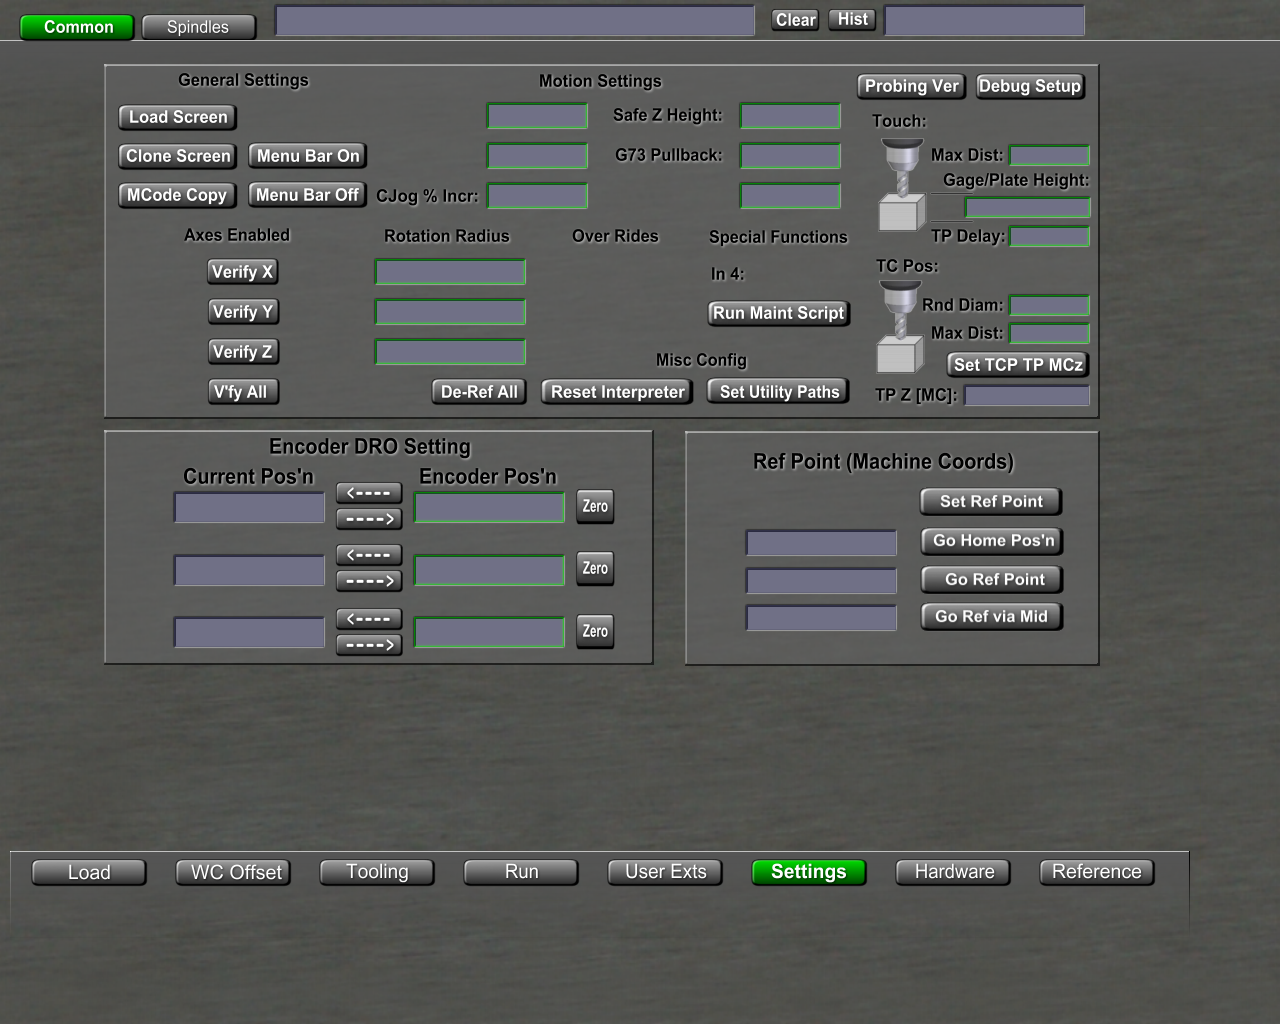 Common Spindles Clear Hist
General Settings Motion Settings Probing Ver Debug Setup
Load Screen Safe Z Height: Touch:
Clone Screen Menu Bar On G73 Pullback: Max Dist:
Gage/Plate Height:
MCode Copy Menu Bar Off CJog % Incr:
Axes Enabled Rotation Radius Over Rides Special Functions TP Delay:
Verify X In 4: TC Pos:
Verify Y Run Maint Script Rnd Diam:
Max Dist:
Verify Z Misc Config Set TCP TP MCz
V'fy All De-Ref All Reset Interpreter Set Utility Paths TP Z [MC]:
Encoder DRO Setting
Current Pos'n Encoder Pos'n
<----
Zero
---->
<----
Zero
---->
<----
Zero
---->
Ref Point (Machine Coords)
Set Ref Point
Go Home Pos'n
Go Ref Point
Go Ref via Mid
Load WC Offset Tooling Run User Exts Settings Hardware Reference